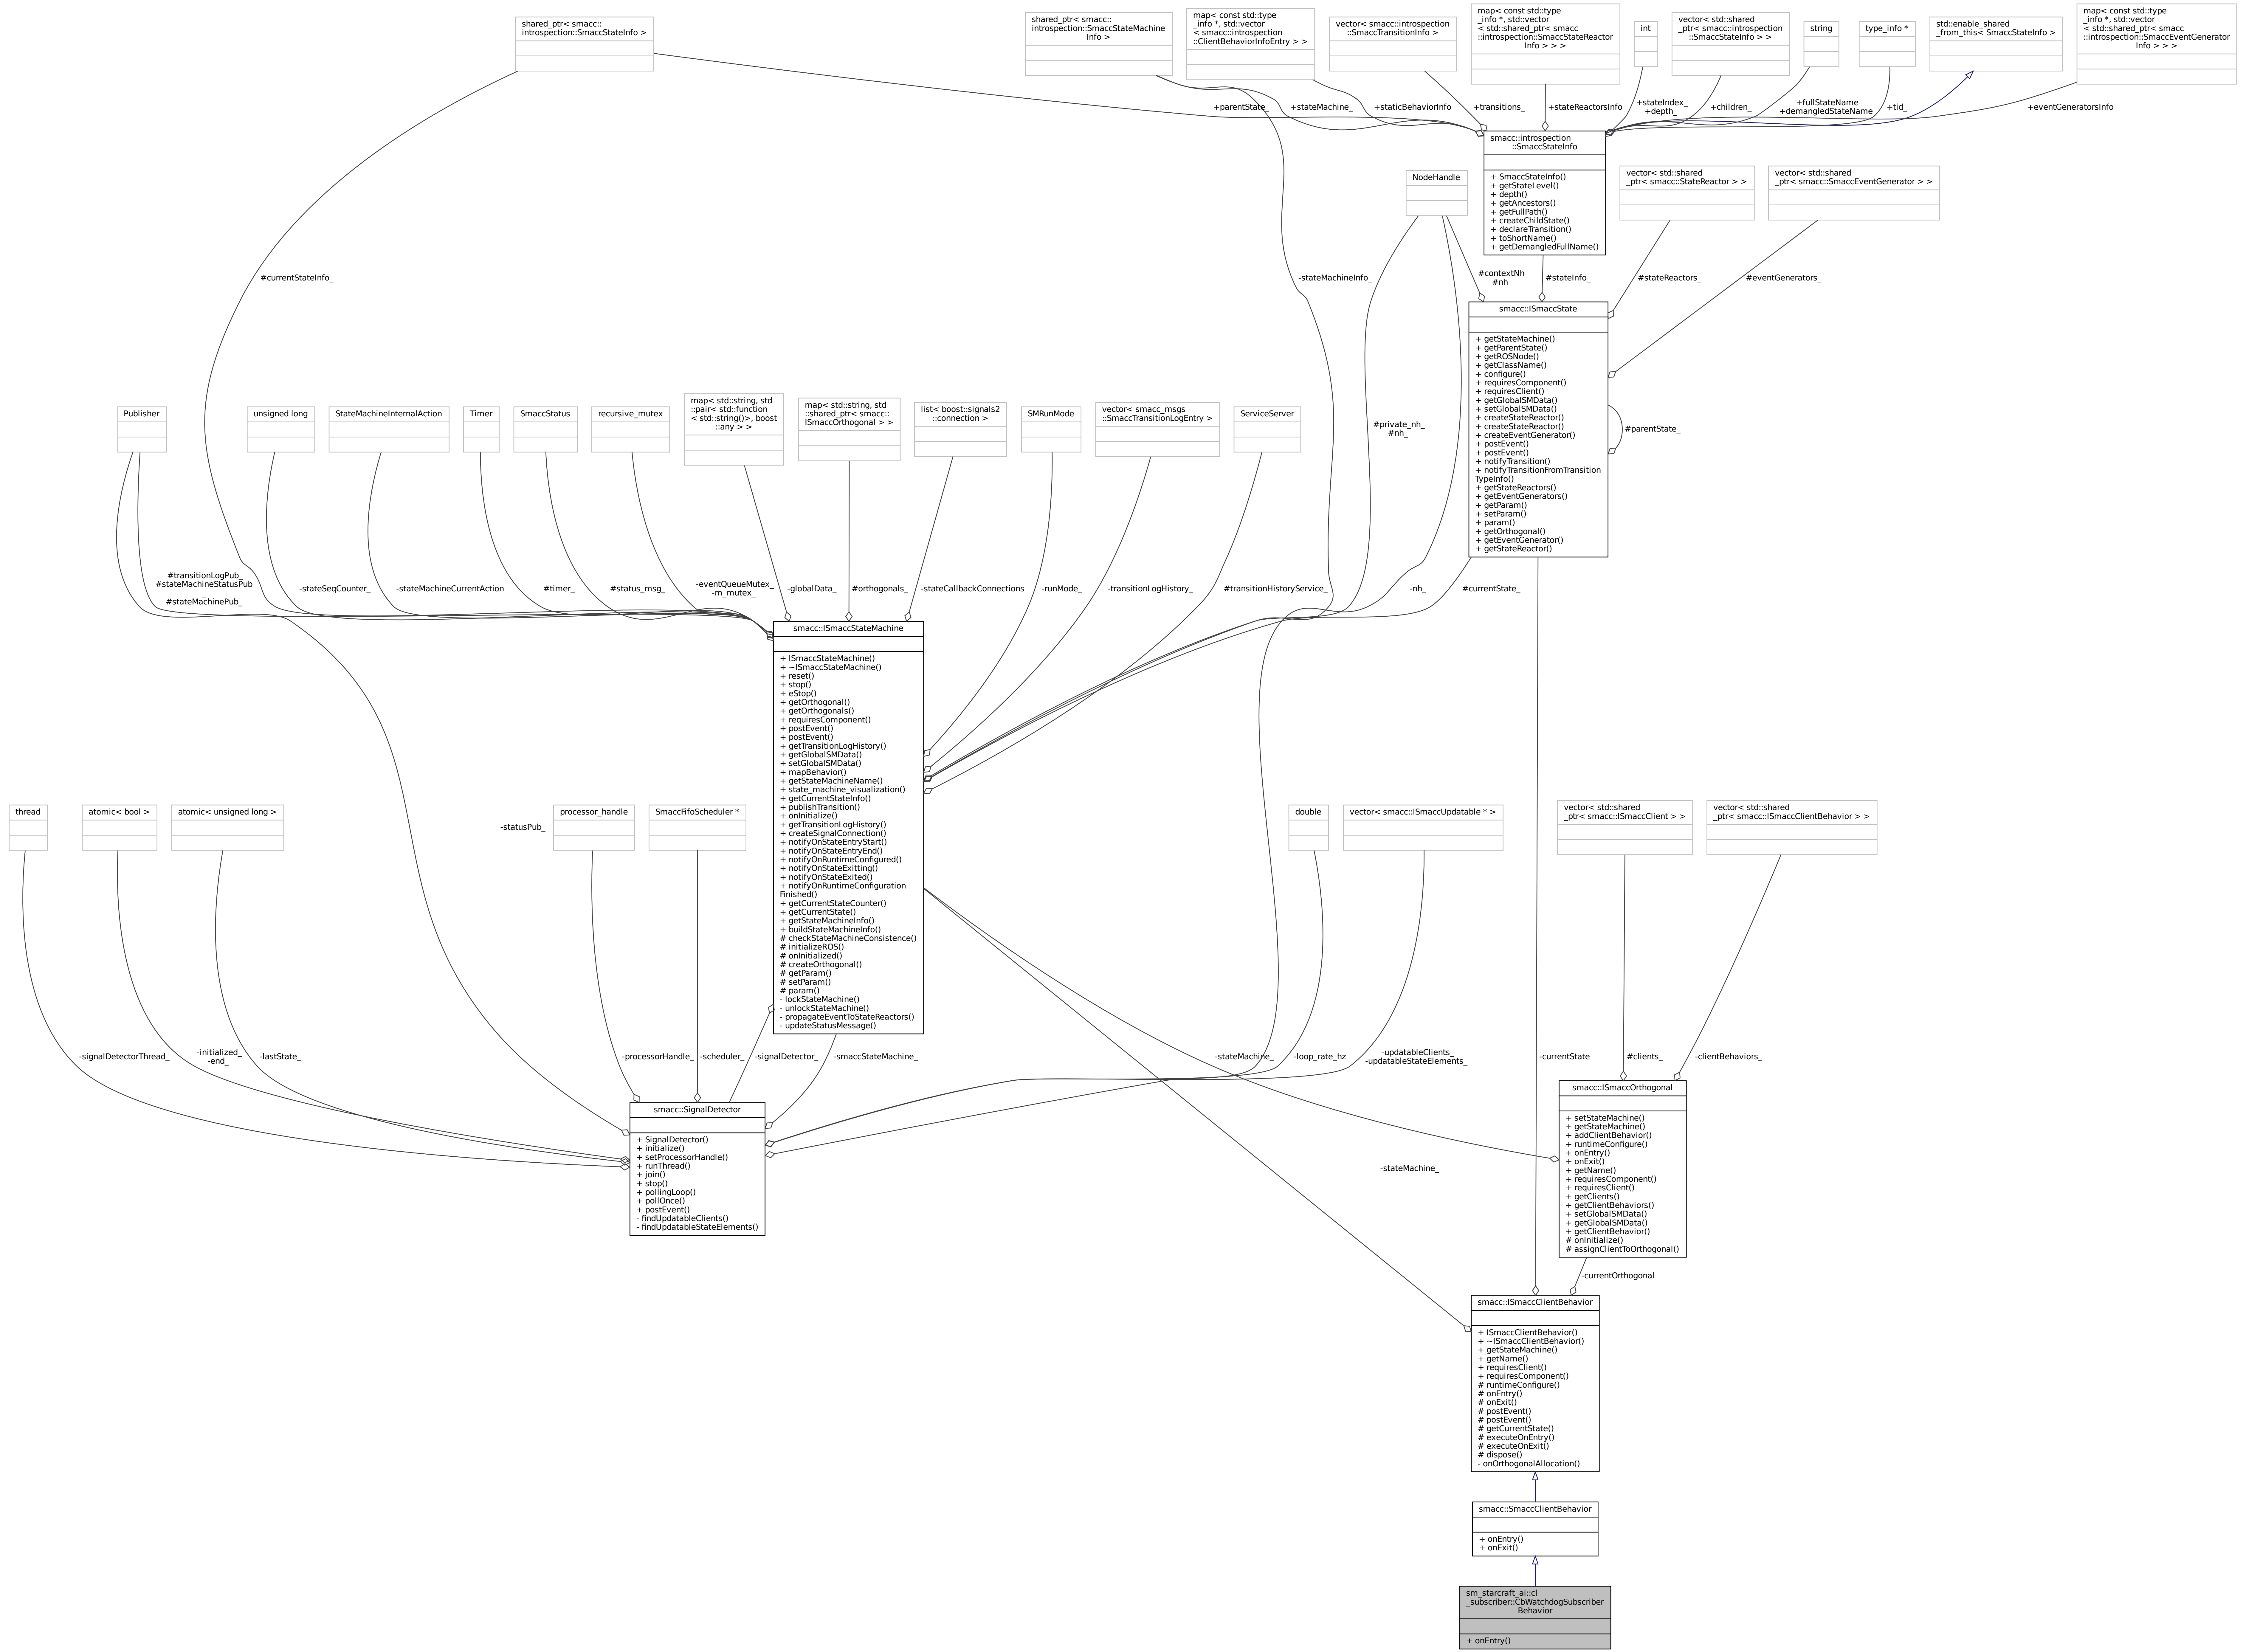 shared_ptr< smacc::
introspection::SmaccStateInfo >
shared_ptr< smacc::
introspection::SmaccStateMachine
Info >
map< const std::type
_info *, std::vector
< smacc::introspection
::ClientBehaviorInfoEntry > >
vector< smacc::introspection
::SmaccTransitionInfo >
map< const std::type
_info *, std::vector
< std::shared_ptr< smacc
::introspection::SmaccStateReactor
Info > > >
int
vector< std::shared
_ptr< smacc::introspection
::SmaccStateInfo > >
string
type_info *
std::enable_shared
_from_this< SmaccStateInfo >
map< const std::type
_info *, std::vector
< std::shared_ptr< smacc
::introspection::SmaccEventGenerator
Info > > >
+parentState_
+stateMachine_
+staticBehaviorInfo
+transitions_
+stateReactorsInfo
+stateIndex_
+depth_
+children_
+fullStateName
+demangledStateName
+tid_
+eventGeneratorsInfo
smacc::introspection
::SmaccStateInfo
+ SmaccStateInfo()
+ getStateLevel()
+ depth()
+ getAncestors()
+ getFullPath()
+ createChildState()
+ declareTransition()
+ toShortName()
+ getDemangledFullName()
NodeHandle
vector< std::shared
_ptr< smacc::StateReactor > >
vector< std::shared
_ptr< smacc::SmaccEventGenerator > >
#currentStateInfo_
-stateMachineInfo_
#contextNh
#nh
#stateInfo_
#stateReactors_
#eventGenerators_
smacc::ISmaccState
+ getStateMachine()
+ getParentState()
+ getROSNode()
+ getClassName()
+ configure()
+ requiresComponent()
+ requiresClient()
+ getGlobalSMData()
+ setGlobalSMData()
+ createStateReactor()
+ createStateReactor()
+ createEventGenerator()
+ postEvent()
+ postEvent()
+ notifyTransition()
+ notifyTransitionFromTransition
TypeInfo()
+ getStateReactors()
+ getEventGenerators()
+ getParam()
+ setParam()
+ param()
+ getOrthogonal()
+ getEventGenerator()
+ getStateReactor()
#parentState_
Publisher
unsigned long
StateMachineInternalAction
Timer
SmaccStatus
recursive_mutex
map< std::string, std
::pair< std::function
< std::string()>, boost
::any > >
map< std::string, std
::shared_ptr< smacc::
ISmaccOrthogonal > >
list< boost::signals2
::connection >
SMRunMode
vector< smacc_msgs
::SmaccTransitionLogEntry >
ServiceServer
#private_nh_
#nh_
#transitionLogPub_
#stateMachineStatusPub
_
#stateMachinePub_
-stateSeqCounter_
-stateMachineCurrentAction
#timer_
#status_msg_
-eventQueueMutex_
-m_mutex_
-globalData_
#orthogonals_
-stateCallbackConnections
-runMode_
-transitionLogHistory_
#transitionHistoryService_
-nh_
#currentState_
smacc::ISmaccStateMachine
+ ISmaccStateMachine()
+ ~ISmaccStateMachine()
+ reset()
+ stop()
+ eStop()
+ getOrthogonal()
+ getOrthogonals()
+ requiresComponent()
+ postEvent()
+ postEvent()
+ getTransitionLogHistory()
+ getGlobalSMData()
+ setGlobalSMData()
+ mapBehavior()
+ getStateMachineName()
+ state_machine_visualization()
+ getCurrentStateInfo()
+ publishTransition()
+ onInitialize()
+ getTransitionLogHistory()
+ createSignalConnection()
+ notifyOnStateEntryStart()
+ notifyOnStateEntryEnd()
+ notifyOnRuntimeConfigured()
+ notifyOnStateExitting()
+ notifyOnStateExited()
+ notifyOnRuntimeConfiguration
Finished()
+ getCurrentStateCounter()
+ getCurrentState()
+ getStateMachineInfo()
+ buildStateMachineInfo()
# checkStateMachineConsistence()
# initializeROS()
# onInitialized()
# createOrthogonal()
# getParam()
# setParam()
# param()
- lockStateMachine()
- unlockStateMachine()
- propagateEventToStateReactors()
- updateStatusMessage()
thread
atomic< bool >
atomic< unsigned long >
-statusPub_
processor_handle
SmaccFifoScheduler *
double
vector< smacc::ISmaccUpdatable * >
vector< std::shared
_ptr< smacc::ISmaccClient > >
vector< std::shared
_ptr< smacc::ISmaccClientBehavior > >
-signalDetectorThread_
-initialized_
-end_
-lastState_
-processorHandle_
-scheduler_
-signalDetector_
-smaccStateMachine_
-stateMachine_
-loop_rate_hz
-updatableClients_
-updatableStateElements_
-currentState
#clients_
-clientBehaviors_
smacc::SignalDetector
+ SignalDetector()
+ initialize()
+ setProcessorHandle()
+ runThread()
+ join()
+ stop()
+ pollingLoop()
+ pollOnce()
+ postEvent()
- findUpdatableClients()
- findUpdatableStateElements()
-stateMachine_
smacc::ISmaccOrthogonal
+ setStateMachine()
+ getStateMachine()
+ addClientBehavior()
+ runtimeConfigure()
+ onEntry()
+ onExit()
+ getName()
+ requiresComponent()
+ requiresClient()
+ getClients()
+ getClientBehaviors()
+ setGlobalSMData()
+ getGlobalSMData()
+ getClientBehavior()
# onInitialize()
# assignClientToOrthogonal()
-currentOrthogonal
smacc::ISmaccClientBehavior
+ ISmaccClientBehavior()
+ ~ISmaccClientBehavior()
+ getStateMachine()
+ getName()
+ requiresClient()
+ requiresComponent()
# runtimeConfigure()
# onEntry()
# onExit()
# postEvent()
# postEvent()
# getCurrentState()
# executeOnEntry()
# executeOnExit()
# dispose()
- onOrthogonalAllocation()
smacc::SmaccClientBehavior
+ onEntry()
+ onExit()
sm_starcraft_ai::cl
_subscriber::CbWatchdogSubscriber
Behavior
+ onEntry()